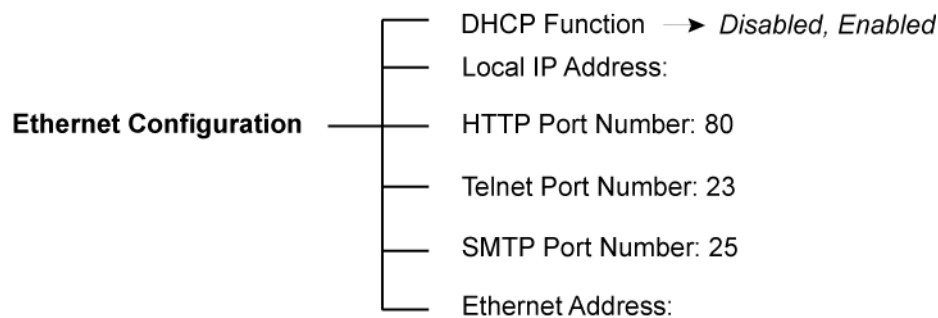 DHCP Function → Disabled, Enabled
Local IP Address:
Ethernet Configuration
HTTP Port Number: 80
Telnet Port Number: 23
SMTP Port Number: 25
Ethernet Address: